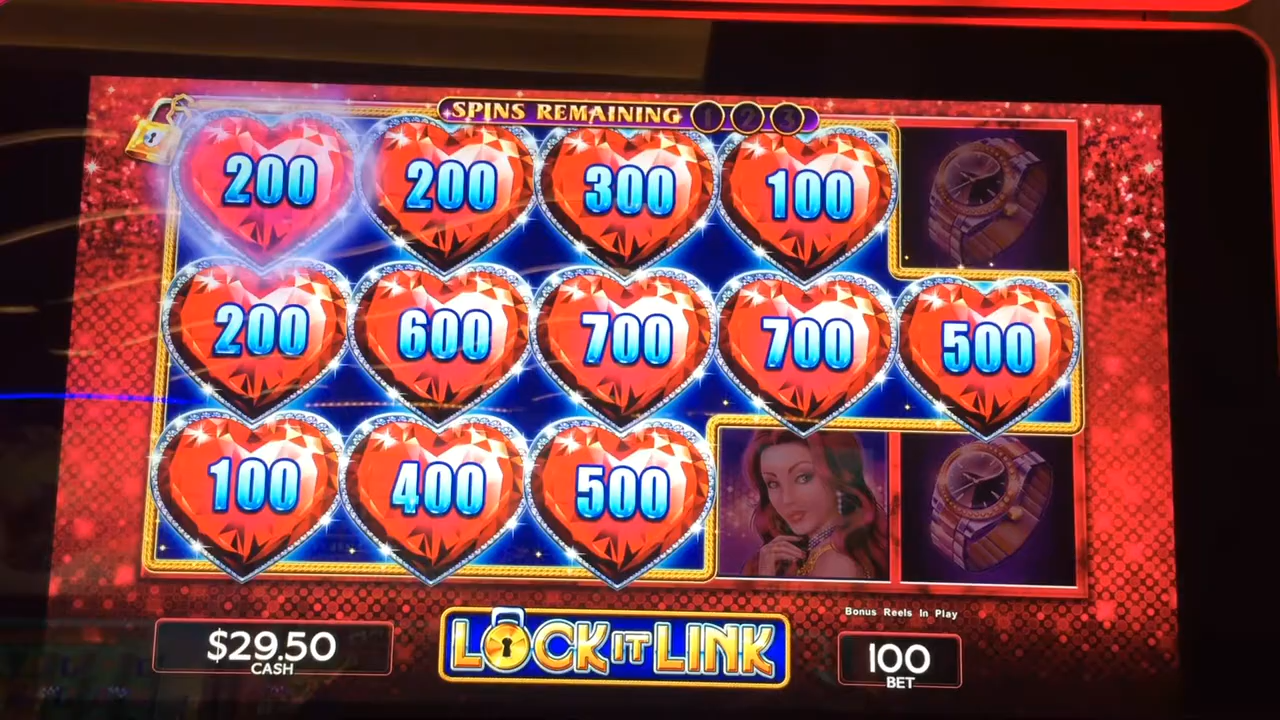 SPINS REMAINING 1 2 3
200 200 300 100
200 600 700 700 500
100 400 500
Bonus Reels In Play
$29.50
CASH
LOCK IT LINK
100
BET